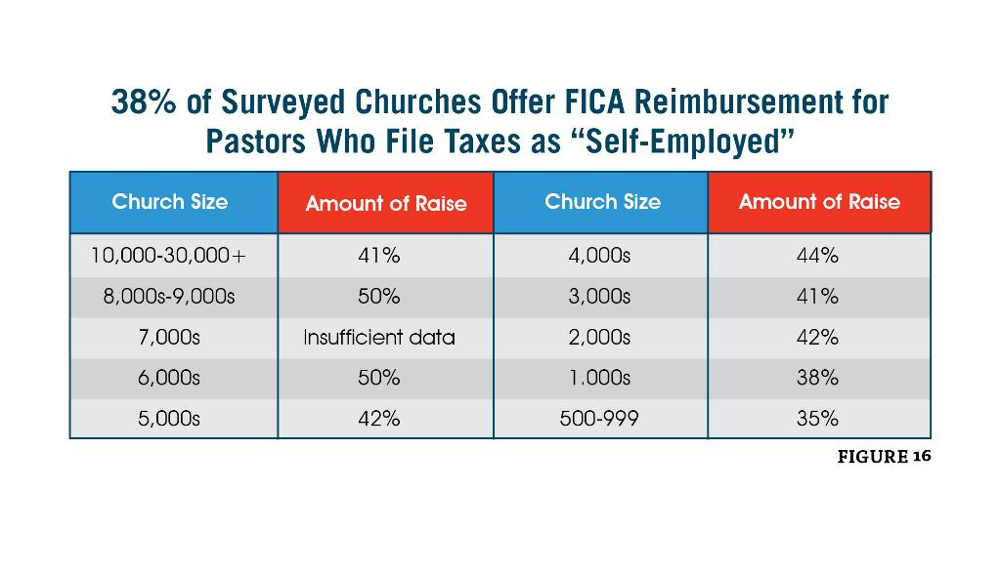 38% of Surveyed Churches Offer FICA Reimbursement for
Pastors Who File Taxes as “Self-Employed”
Church Size Amount of Raise Church Size Amount of Raise
10,000-30,000+ 41% 4,000s 44%
8,000s-9,000s 50% 3,000s 41%
7,000s Insufficient data 2,000s 42%
6,000s 50% 1.000s 38%
5,000s 42% 500-999 35%
FIGURE 16